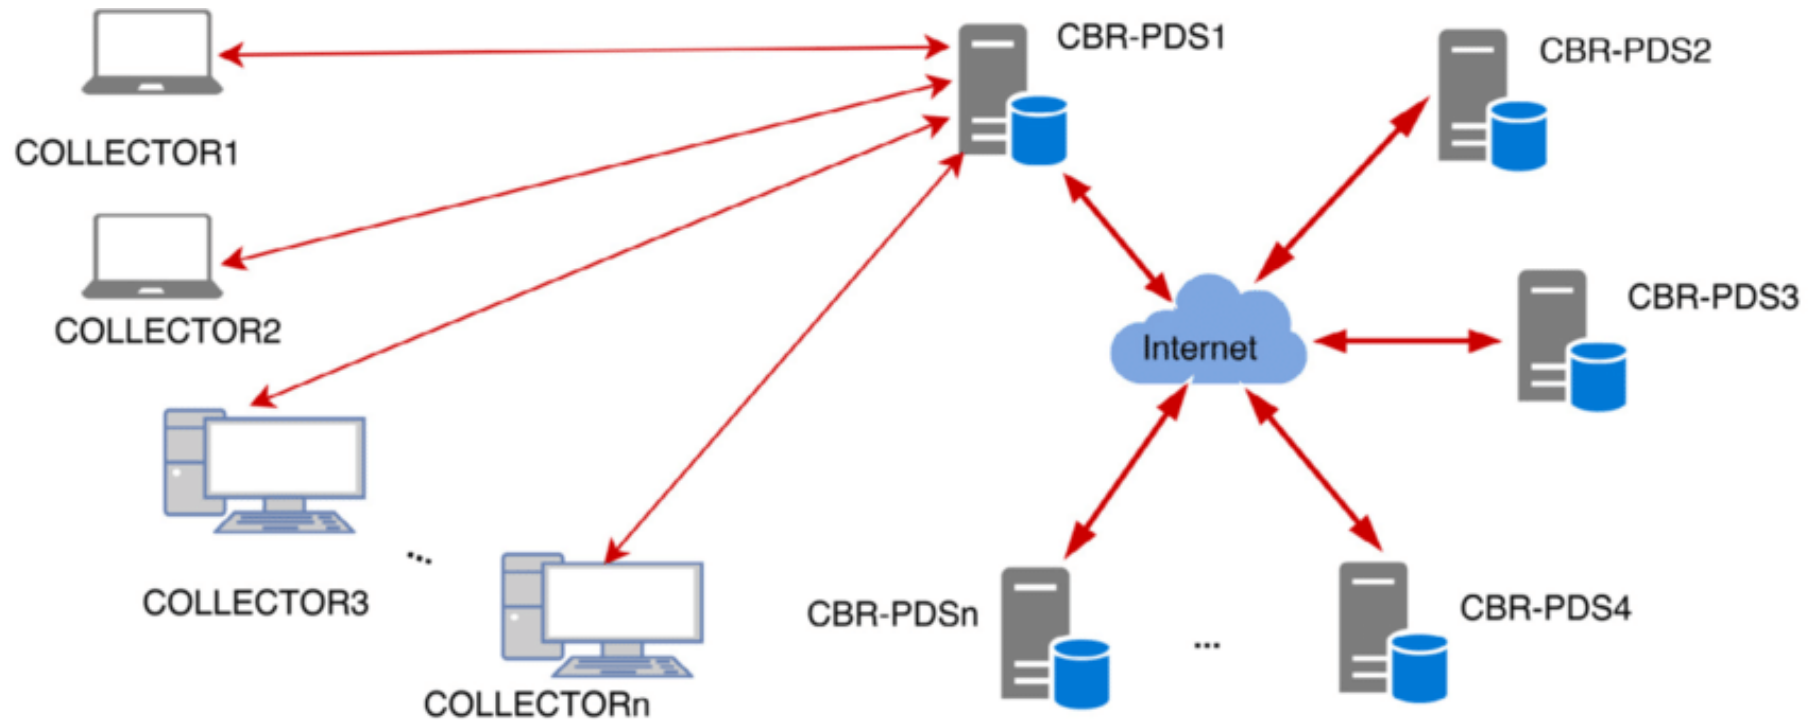 CBR-PDS1
CBR-PDS2
COLLECTOR1
CBR-PDS3
COLLECTOR2
Internet
...
COLLECTOR3
CBR-PDSn
CBR-PDS4
...
COLLECTORn